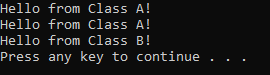 Hello from Class A!
Hello from Class A!
Hello from Class B!
Press any key to continue . . .